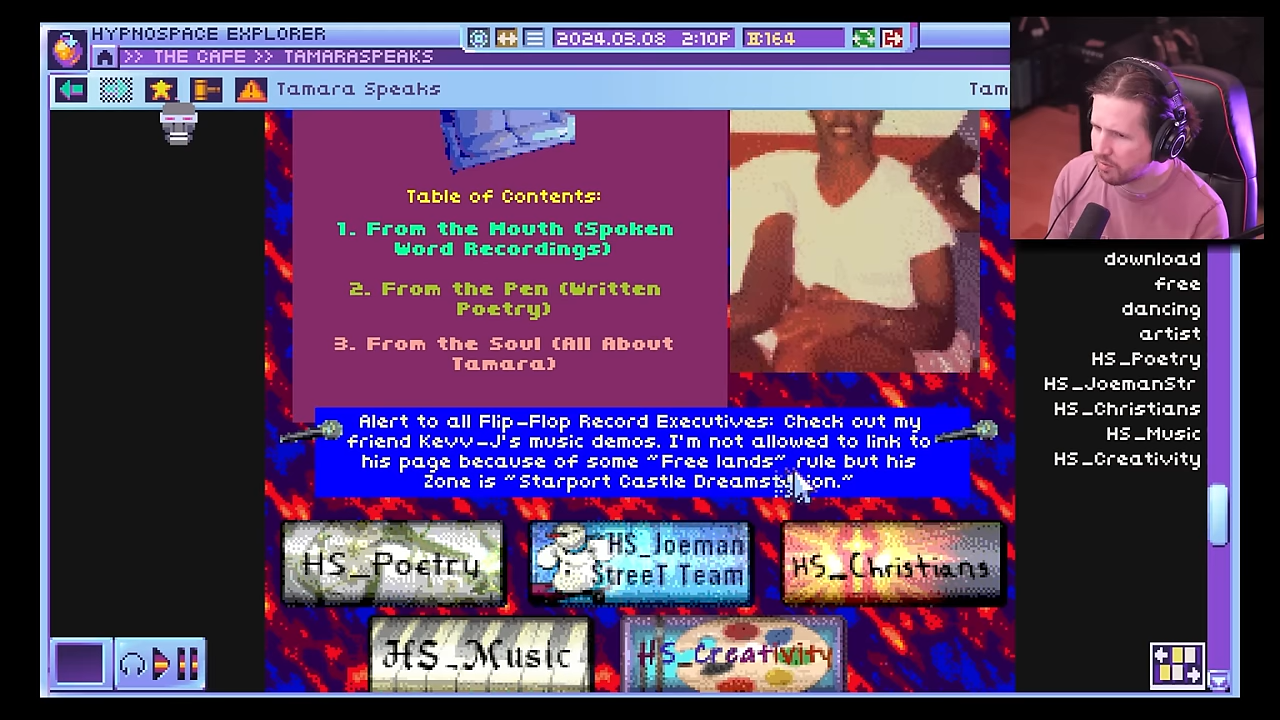 HYPNOSPACE EXPLORER
2024.03.08 2:10P
164
>> THE CAFE >> TAMARASPEAKS
Tamara Speaks
Tam
Table of Contents:
1. From the Mouth (Spoken
Word Recordings)
2. From the Pen (Written
Poetry)
3. From the Soul (All About
Tamara)
Alert to all Flip-Flop Record Executives: Check out my
friend Kevv-J's music demos. I'm not allowed to link to
his page because of some "Free lands" rule but his
Zone is "Starport Castle Dreamstation."
HS_Poetry
HS_Joeman
StreeT Team
HS_Christians
HS_Music
HS_Creativity
download
free
dancing
artist
HS_Poetry
HS_JoemanStr
HS_Christians
HS_Music
HS_Creativity